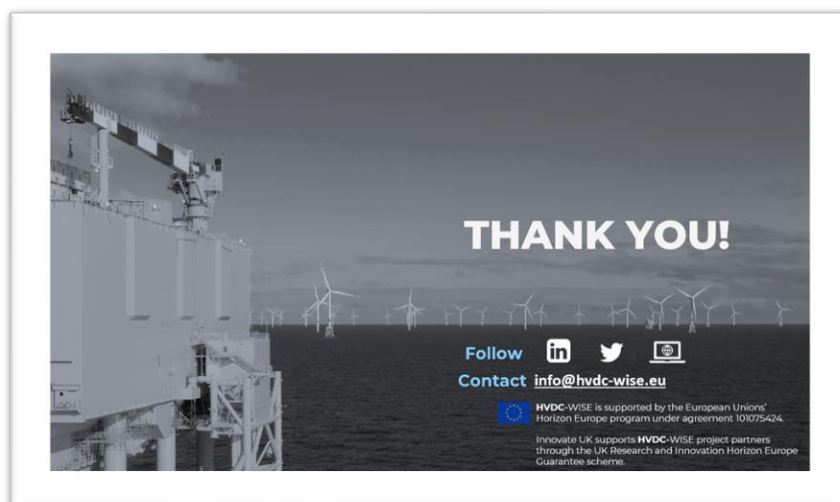 THANK YOU!
Follow
Contact info@hvdc-wise.eu
HVDC-WISE is supported by the European Unions'
Horizon Europe program under agreement 101075424.
Innovate UK supports HVDC-WISE project partners
through the UK Research and Innovation Horizon Europe
Guarantee scheme.